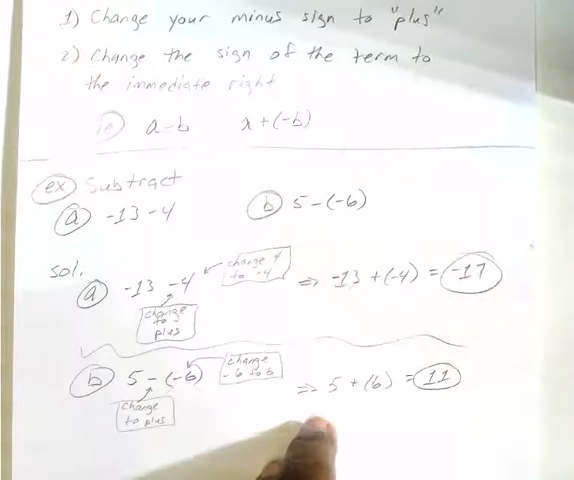 1) Change your minus sign to "plus"
2) Change the sign of the term to
the immediate right
ie a-b x+(-b)
ex Subtract
a -13 -4 b 5-(-6)
sol.
a -13 -4 change 4 to -4 ⇒ -13 +(-4) = -17
change to plus
b 5 - (-6) change -6 to 6 ⇒ 5 + (6) = 11
change to plus